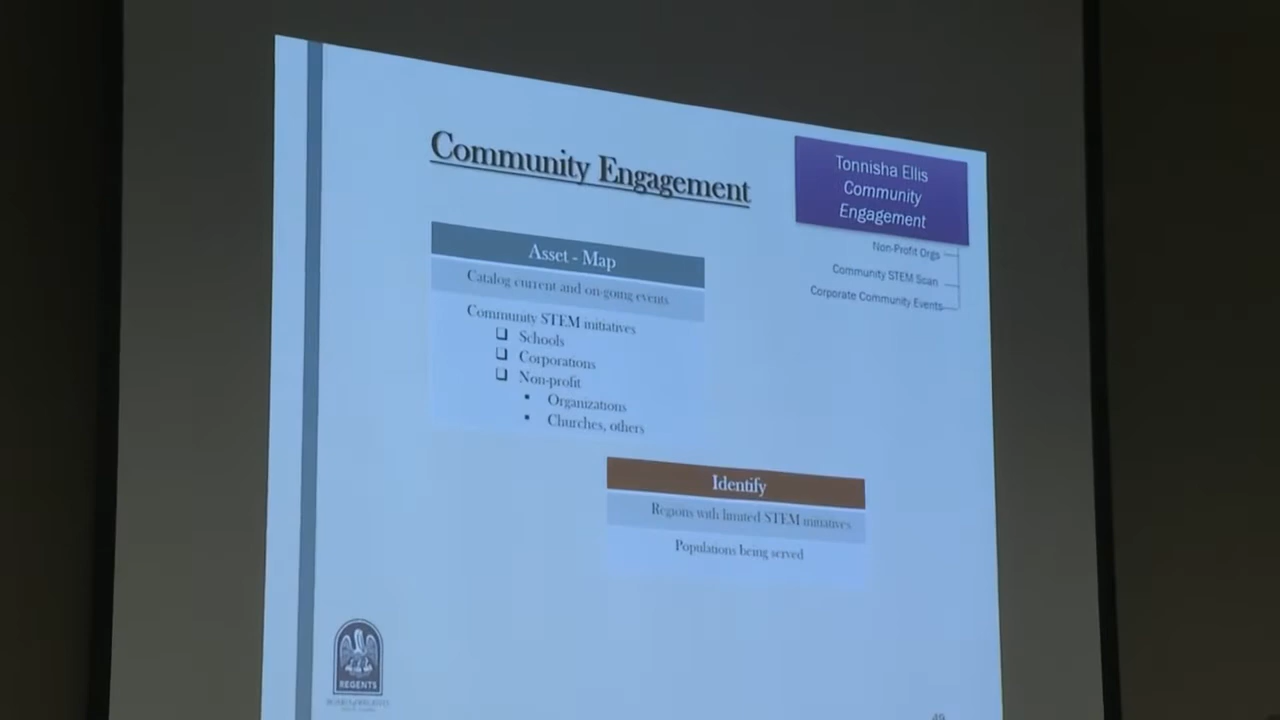 Community Engagement
Tonnisha Ellis
Community
Engagement
Non-Profit Orgs
Community STEM Scan
Corporate Community Events
Asset - Map
Catalog current and on-going events
Community STEM initiatives
❑ Schools
❑ Corporations
❑ Non-profit
▪ Organizations
▪ Churches, others
Identify
Regions with limited STEM initiatives
Populations being served
REGENTS
49